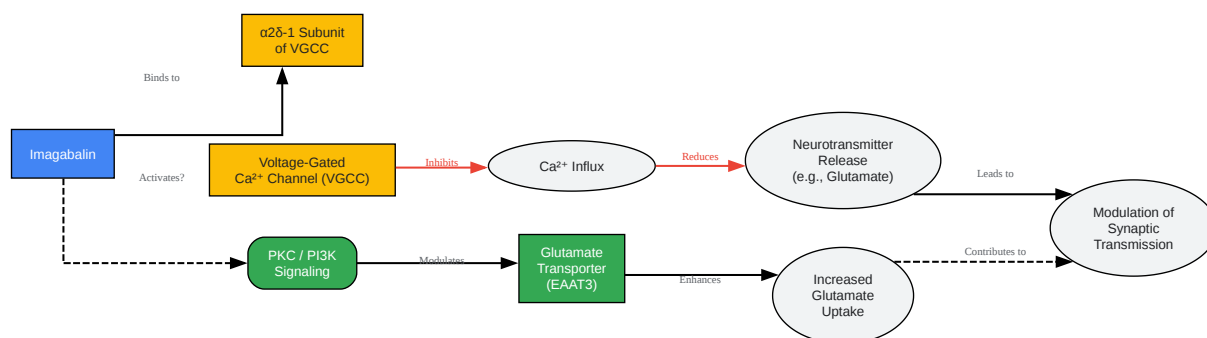 α2δ-1 Subunit
of VGCC
Binds to
Imagabalin
Activates?
Voltage-Gated
Ca²⁺ Channel (VGCC)
Inhibits
Ca²⁺ Influx
Reduces
Neurotransmitter
Release
(e.g., Glutamate)
Leads to
Modulation of
Synaptic
Transmission
PKC / PI3K
Signaling
Modulates
Glutamate
Transporter
(EAAT3)
Enhances
Increased
Glutamate
Uptake
Contributes to